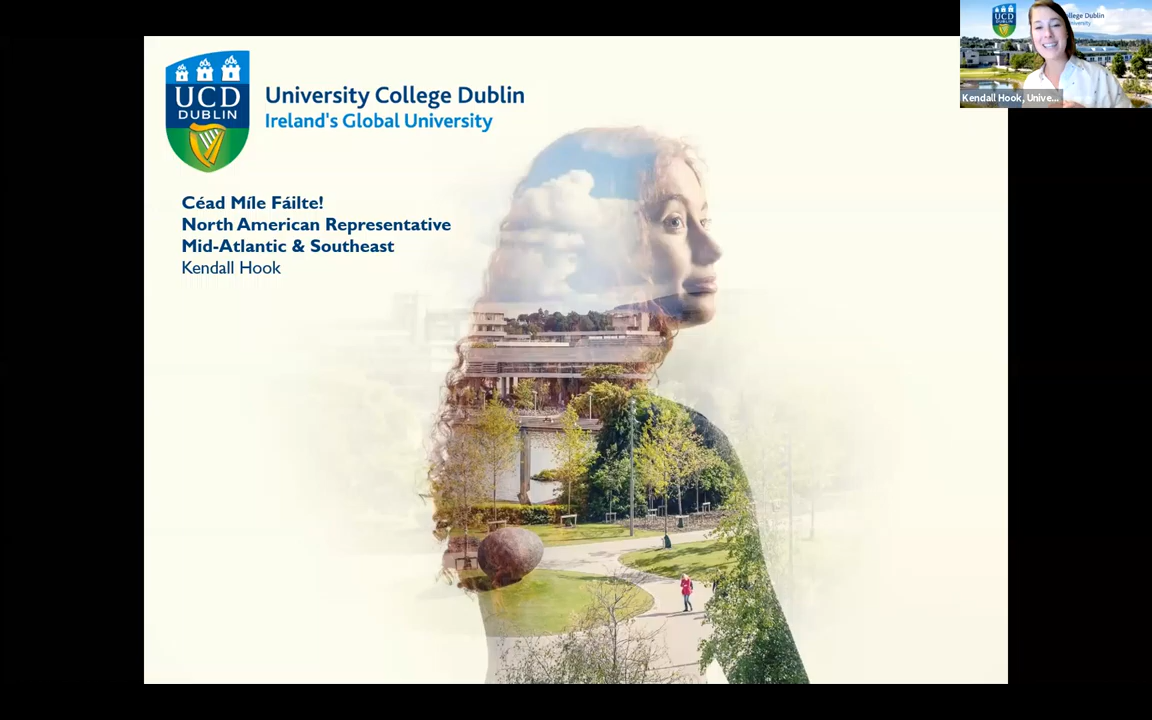 UCD
DUBLIN
University College Dublin
Ireland's Global University
Céad Míle Fáilte!
North American Representative
Mid-Atlantic & Southeast
Kendall Hook
UCD
Kendall Hook, Unive...